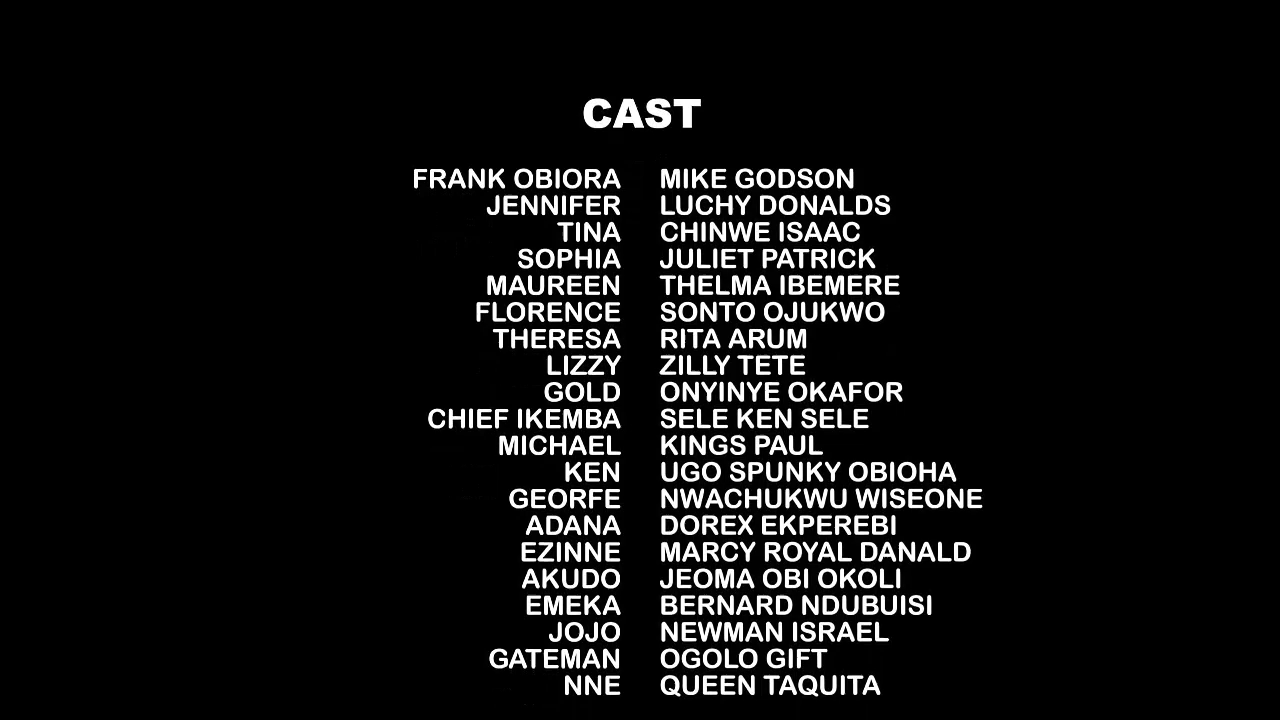 CAST
FRANK OBIORA MIKE GODSON
JENNIFER LUCHY DONALDS
TINA CHINWE ISAAC
SOPHIA JULIET PATRICK
MAUREEN THELMA IBEMERE
FLORENCE SONTO OJUKWO
THERESA RITA ARUM
LIZZY ZILLY TETE
GOLD ONYINYE OKAFOR
CHIEF IKEMBA SELE KEN SELE
MICHAEL KINGS PAUL
KEN UGO SPUNKY OBIOHA
GEORFE NWACHUKWU WISEONE
ADANA DOREX EKPEREBI
EZINNE MARCY ROYAL DANALD
AKUDO JEOMA OBI OKOLI
EMEKA BERNARD NDUBUISI
JOJO NEWMAN ISRAEL
GATEMAN OGOLO GIFT
NNE QUEEN TAQUITA